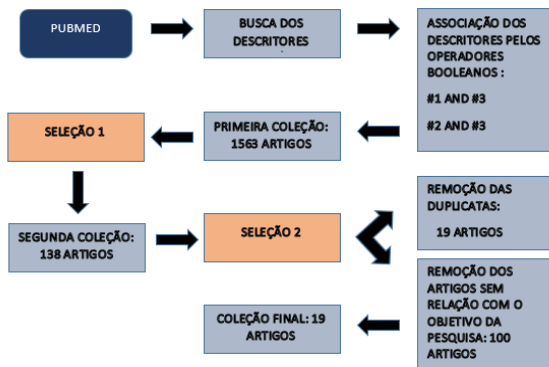 PUBMED
BUSCA DOS
DESCRITORES
ASSOCIAÇÃO DOS
DESCRITORES PELOS
OPERADORES
BOOLEANOS :
#1 AND #3
#2 AND #3
PRIMEIRA COLEÇÃO:
1563 ARTIGOS
SELEÇÃO 1
SEGUNDA COLEÇÃO:
138 ARTIGOS
SELEÇÃO 2
REMOÇÃO DAS
DUPLICATAS:
19 ARTIGOS
REMOÇÃO DOS
ARTIGOS SEM
RELAÇÃO COM O
OBJETIVO DA
PESQUISA: 100
ARTIGOS
COLEÇÃO FINAL: 19
ARTIGOS